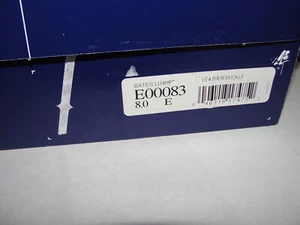 BATES LITES LEATHER BUCKLE
E00083
8.0 E